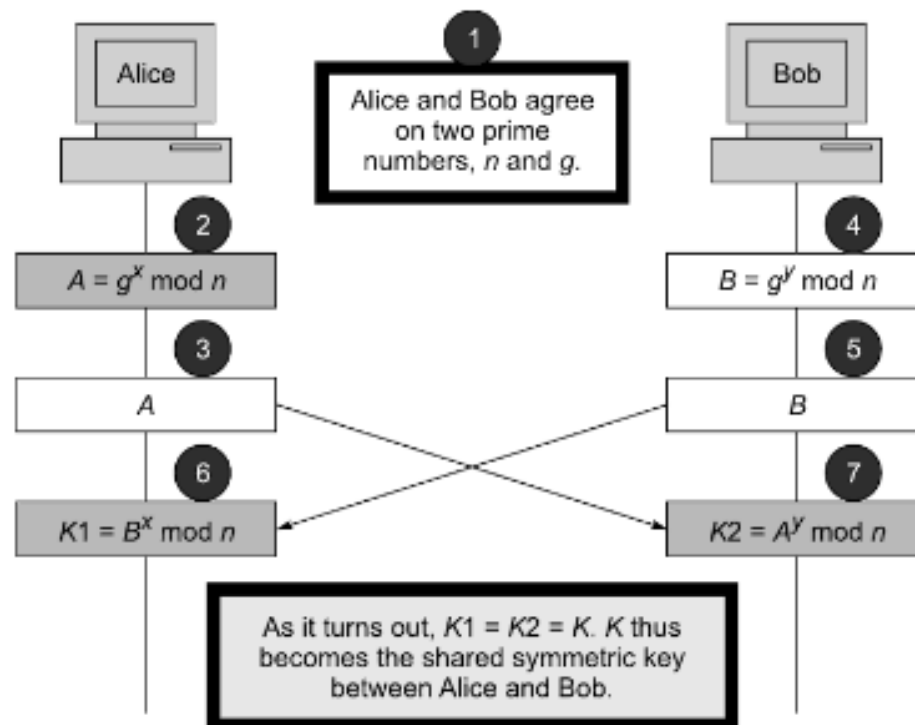 Alice
1
Bob
Alice and Bob agree
on two prime
numbers, n and g.
2
4
A = g^x mod n
B = g^y mod n
3
5
A
B
6
7
K1 = B^x mod n
K2 = A^y mod n
As it turns out, K1 = K2 = K. K thus
becomes the shared symmetric key
between Alice and Bob.